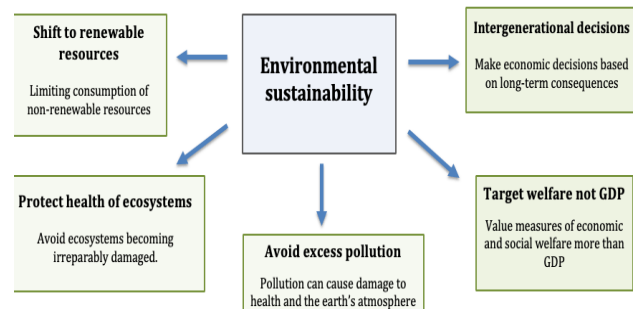 Shift to renewable
resources
Limiting consumption of
non-renewable resources
Environmental
sustainability
Intergenerational decisions
Make economic decisions based
on long-term consequences
Protect health of ecosystems
Avoid ecosystems becoming
irreparably damaged.
Avoid excess pollution
Pollution can cause damage to
health and the earth's atmosphere
Target welfare not GDP
Value measures of economic
and social welfare more than
GDP